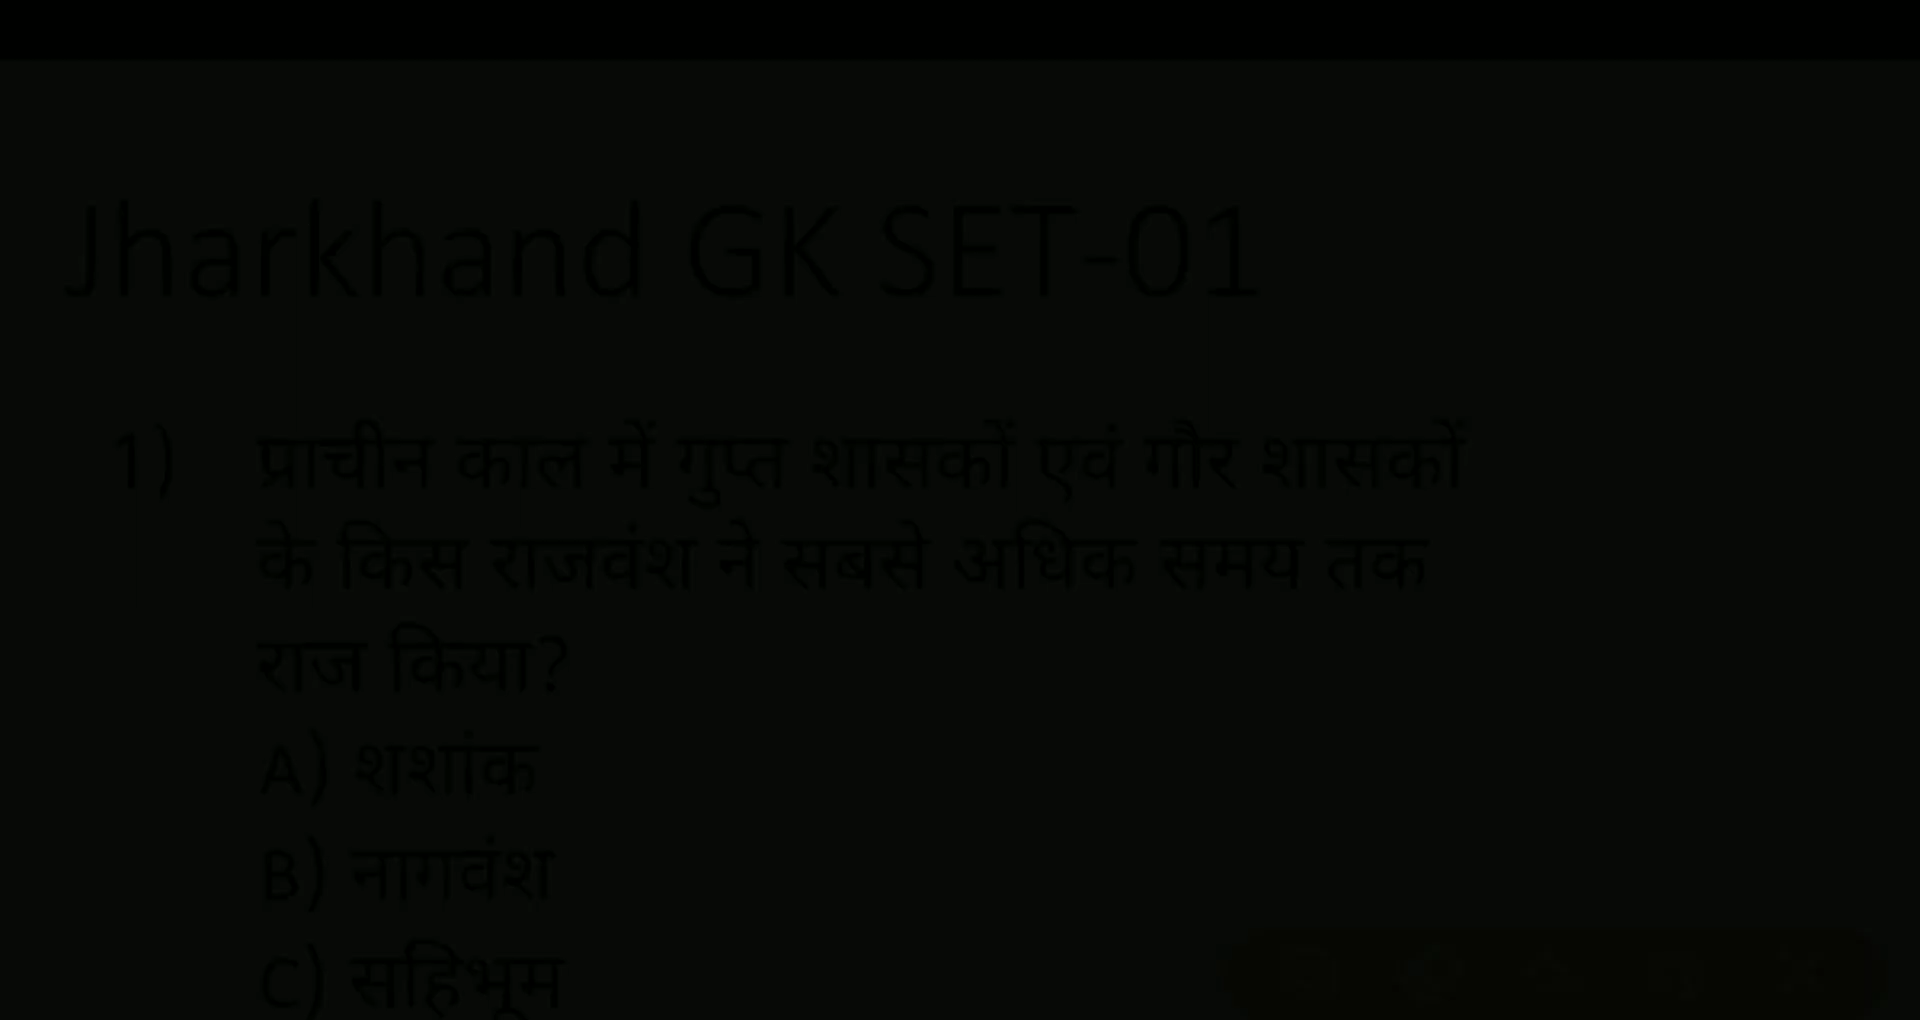 Jharkhand GK SET-01
1) प्राचीन काल में गुप्त शासकों एवं गौर शासकों
के किस राजवंश ने सबसे अधिक समय तक
राज किया?
A) शशांक
B) नागवंश
C) सहिभूम